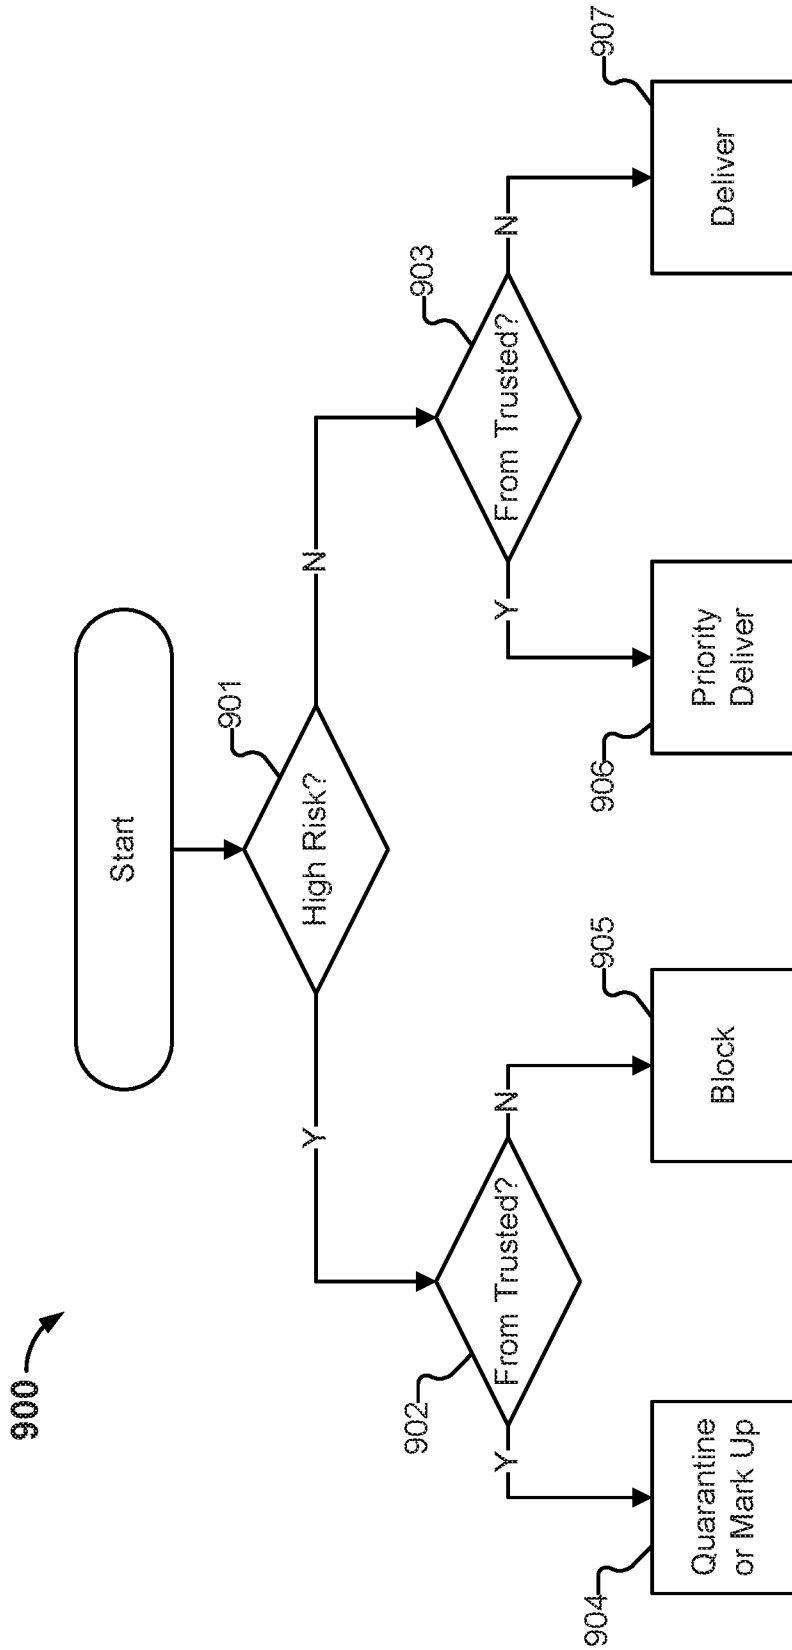 900
Start
High Risk?
901
Y
N
From Trusted?
902
From Trusted?
903
Y
N
Y
N
Quarantine
or Mark Up
904
Block
905
Priority
Deliver
906
Deliver
907